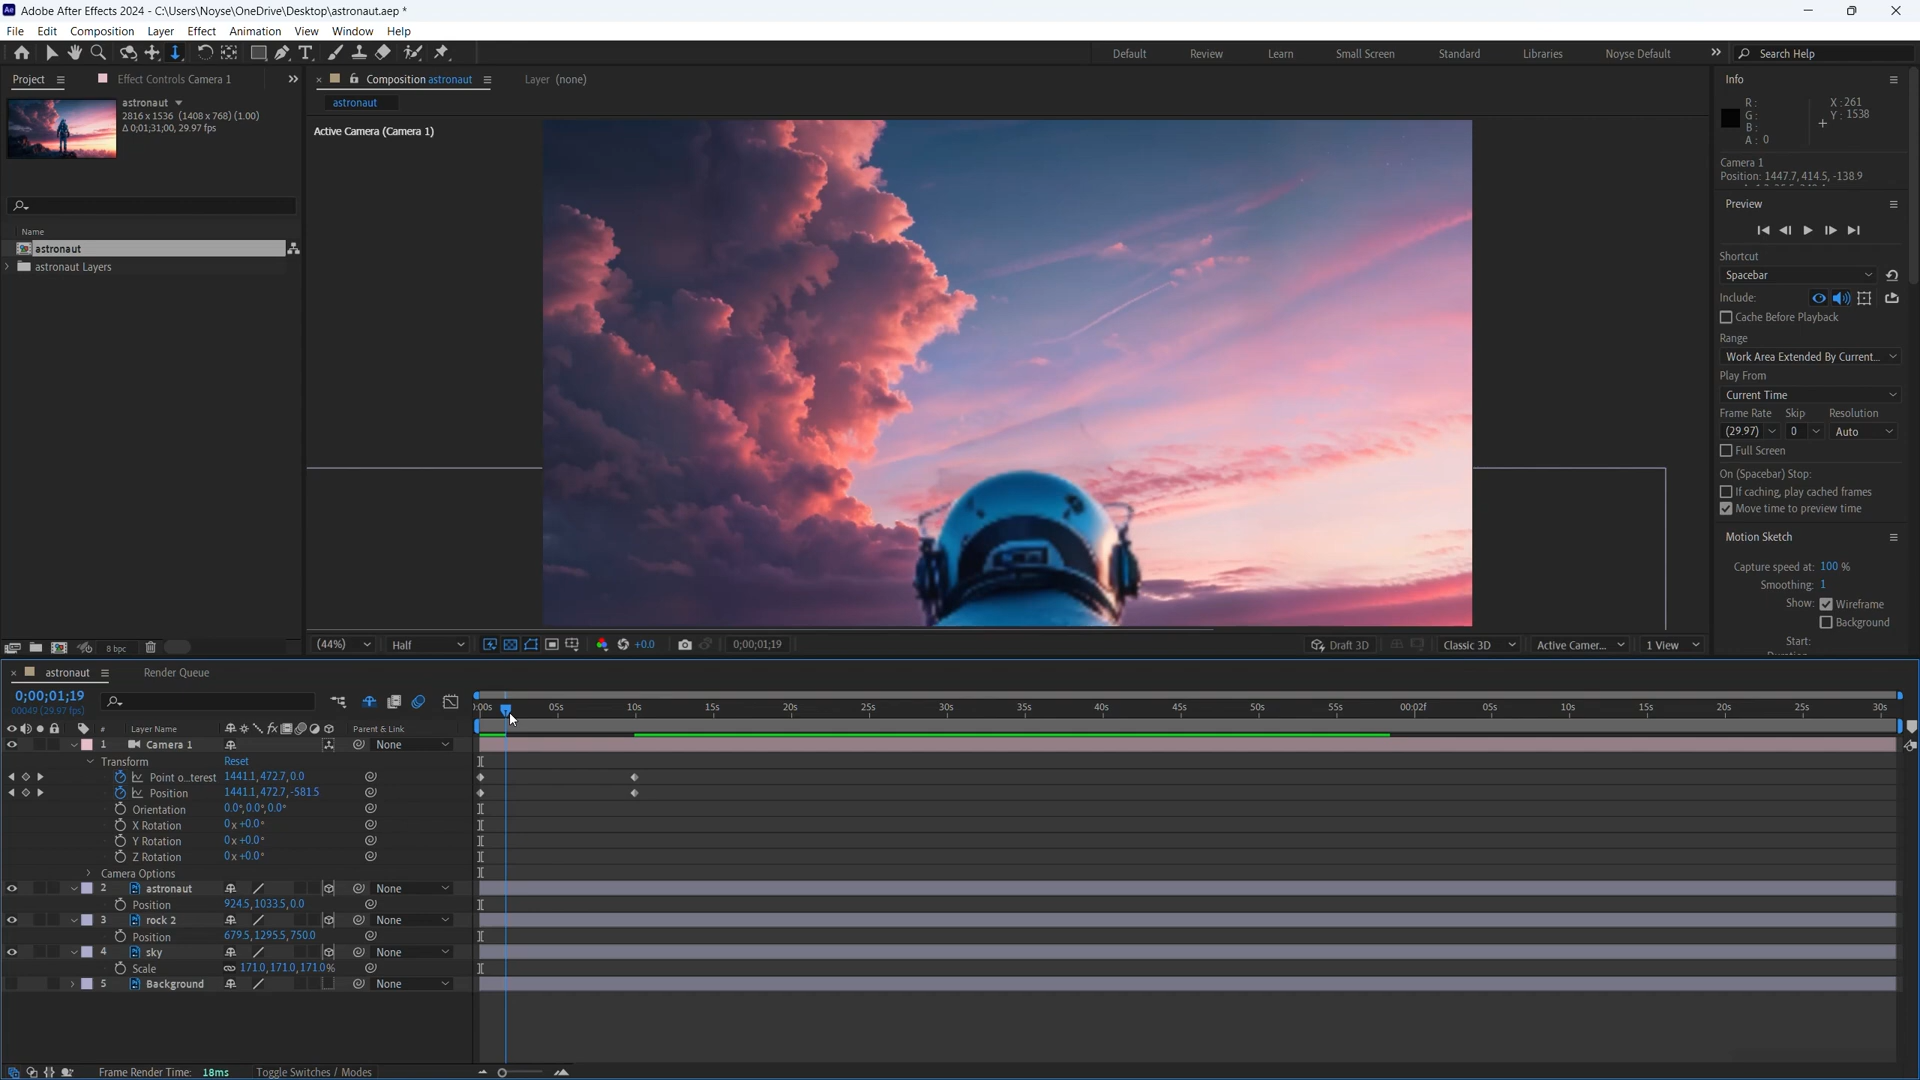 Adobe After Effects 2024 - C:\Users\Noyse\OneDrive\Desktop\astronaut.aep *
File Edit Composition Layer Effect Animation View Window Help
Default Review Learn Small Screen Standard Libraries Noyse Default Search Help
Project Effect Controls Camera 1
astronaut
2816 x 1536 (1408 x 768) (1.00)
Δ 0;01;31;00, 29.97 fps
Name
astronaut
astronaut Layers
8 bpc
Composition astronaut Layer (none)
astronaut
Active Camera (Camera 1)
(44%) Half +0.0 0;00;01;19 Draft 3D Classic 3D Active Camer... 1 View
Info
R: X: 261
G: Y: 1538
B:
A: 0
Camera 1
Position: 1447.7, 414.5, -138.9
Preview
Shortcut
Spacebar
Include:
Cache Before Playback
Range
Work Area Extended By Current...
Play From
Current Time
Frame Rate Skip Resolution
(29.97) 0 Auto
Full Screen
On (Spacebar) Stop:
If caching, play cached frames
Move time to preview time
Motion Sketch
Capture speed at: 100 %
Smoothing: 1
Show: Wireframe
Background
Start:
astronaut Render Queue
0;00;01;19
00049 (29.97 fps)
):00s 05s 10s 15s 20s 25s 30s 35s 40s 45s 50s 55s 00:02f 05s 10s 15s 20s 25s 30s
# Layer Name Parent & Link
1 Camera 1 None
Transform Reset
Point o...terest 1441.1, 472.7, 0.0
Position 1441.1, 472.7, -581.5
Orientation 0.0°, 0.0°, 0.0°
X Rotation 0x+0.0°
Y Rotation 0x+0.0°
Z Rotation 0x+0.0°
Camera Options
2 astronaut None
Position 924.5, 1033.5, 0.0
3 rock 2 None
Position 679.5, 1295.5, 750.0
4 sky None
Scale 171.0, 171.0, 171.0%
5 Background None
Frame Render Time: 18ms Toggle Switches / Modes